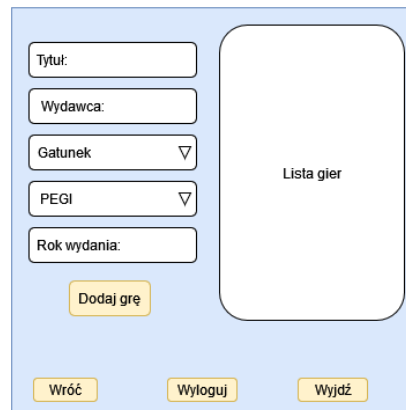 Tytuł:
Wydawca:
Gatunek
PEGI
Rok wydania:
Dodaj grę
Lista gier
Wróć
Wyloguj
Wyjdź